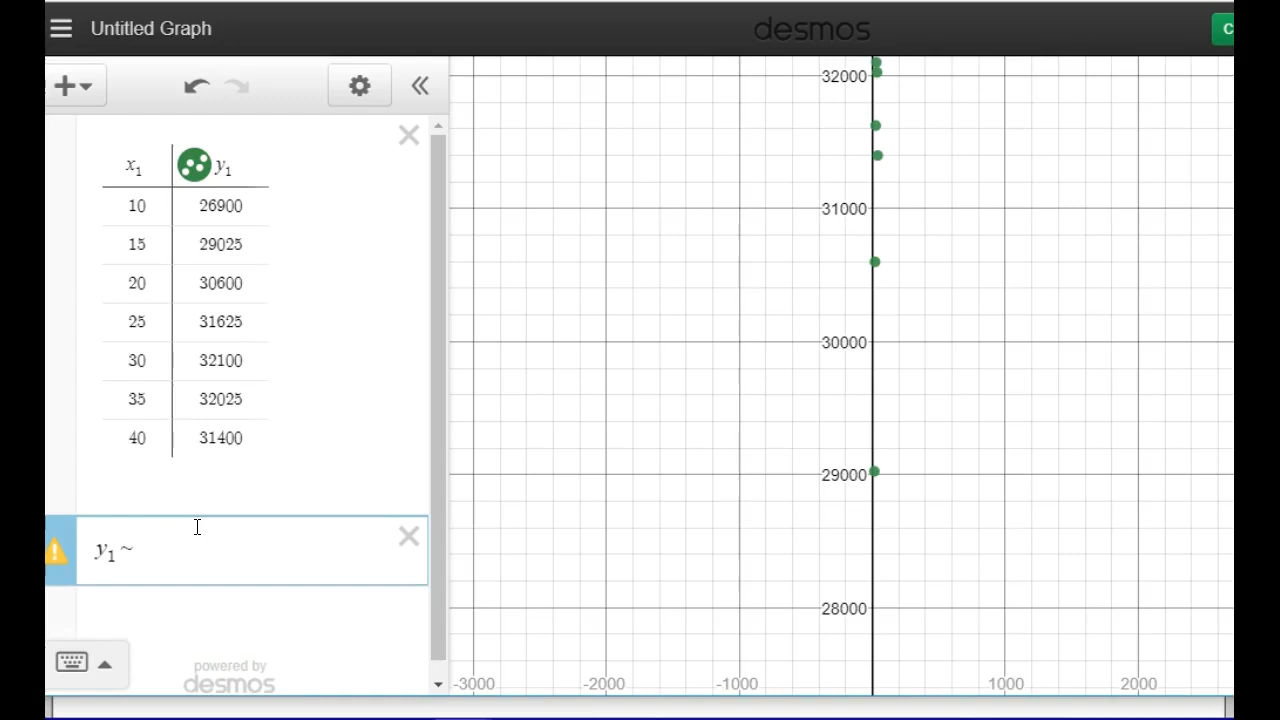 Untitled Graph
desmos
C
x₁ y₁
10 26900
15 29025
20 30600
25 31625
30 32100
35 32025
40 31400
y₁ ~
powered by
desmos
32000
31000
30000
29000
28000
-3000 -2000 -1000 1000 2000